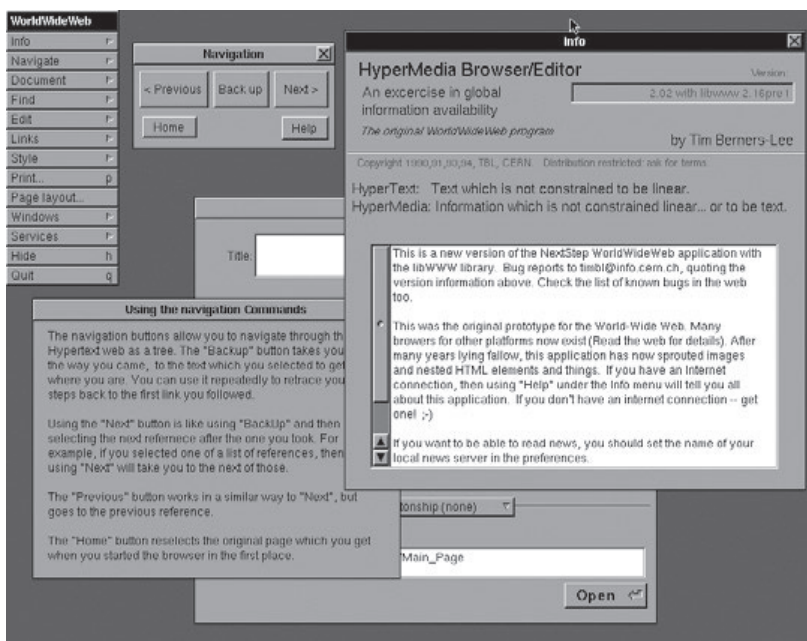 WorldWideWeb
Info
Navigate
Document
Find
Edit
Links
Style
Print... p
Page layout...
Windows
Services
Hide h
Quit q
Navigation
< Previous
Back up
Next >
Home
Help
Info
HyperMedia Browser/Editor
Version:
An excercise in global
information availability
2.02 with libwww 2.16pre1
The original WorldWideWeb program
by Tim Berners-Lee
Copyright 1990,91,93,94, TBL, CERN. Distribution restricted: ask for terms.
HyperText: Text which is not constrained to be linear.
HyperMedia: Information which is not constrained linear... or to be text.
This is a new version of the NextStep WorldWideWeb application with
the libWWW library. Bug reports to timbl@info.cern.ch, quoting the
version information above. Check the list of known bugs in the web
too.
This was the original prototype for the World-Wide Web. Many
browers for other platforms now exist (Read the web for details). After
many years lying fallow, this application has now sprouted images
and nested HTML elements and things. If you have an Internet
connection, then using "Help" under the Info menu will tell you all
about this application. If you don't have an internet connection -- get
one! ;-)
If you want to be able to read news, you should set the name of your
local news server in the preferences.
Title:
Using the navigation Commands
The navigation buttons allow you to navigate through th
Hypertext web as a tree. The "Backup" button takes you
the way you came, to the text which you selected to get
where you are. You can use it repeatedly to retrace you
steps back to the first link you followed.
Using the "Next" button is like using "BackUp" and then
selecting the next refernece after the one you took. For
example, if you selected one of a list of references, then
using "Next" will take you to the next of those.
The "Previous" button works in a similar way to "Next", but
goes to the previous reference.
The "Home" button reselects the original page which you get
when you started the browser in the first place.
tonship (none)
/Main_Page
Open